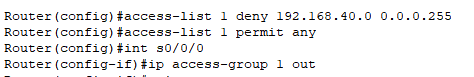 Router(config)#access-list 1 deny 192.168.40.0 0.0.0.255
Router(config)#access-list 1 permit any
Router(config)#int s0/0/0
Router(config-if)#ip access-group 1 out